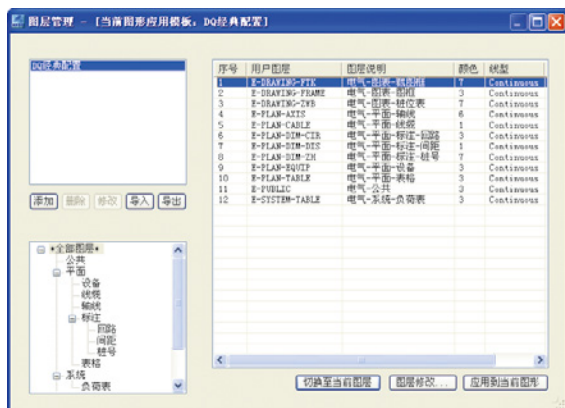 图层管理 - [当前图形应用模板: DQ经典配置]
DQ经典配置
添加 删除 修改 导入 导出
*全部图层*
公共
平面
设备
线缆
轴线
标注
回路
间距
桩号
表格
系统
负荷表
序号 用户图层 图层说明 颜色 线型
1 E-DRAWING-FTK 电气-图表-截图框 7 Continuous
2 E-DRAWING-FRAME 电气-图表-图框 3 Continuous
3 E-DRAWING-ZWB 电气-图表-桩位表 7 Continuous
4 E-PLAN-AXIS 电气-平面-轴线 6 Continuous
5 E-PLAN-CABLE 电气-平面-线缆 1 Continuous
6 E-PLAN-DIM-CIR 电气-平面-标注-回路 3 Continuous
7 E-PLAN-DIM-DIS 电气-平面-标注-间距 1 Continuous
8 E-PLAN-DIM-ZH 电气-平面-标注-桩号 7 Continuous
9 E-PLAN-EQUIP 电气-平面-设备 3 Continuous
10 E-PLAN-TABLE 电气-平面-表格 3 Continuous
11 E-PUBLIC 电气-公共 3 Continuous
12 E-SYSTEM-TABLE 电气-系统-负荷表 3 Continuous
切换至当前图层 图层修改... 应用到当前图形